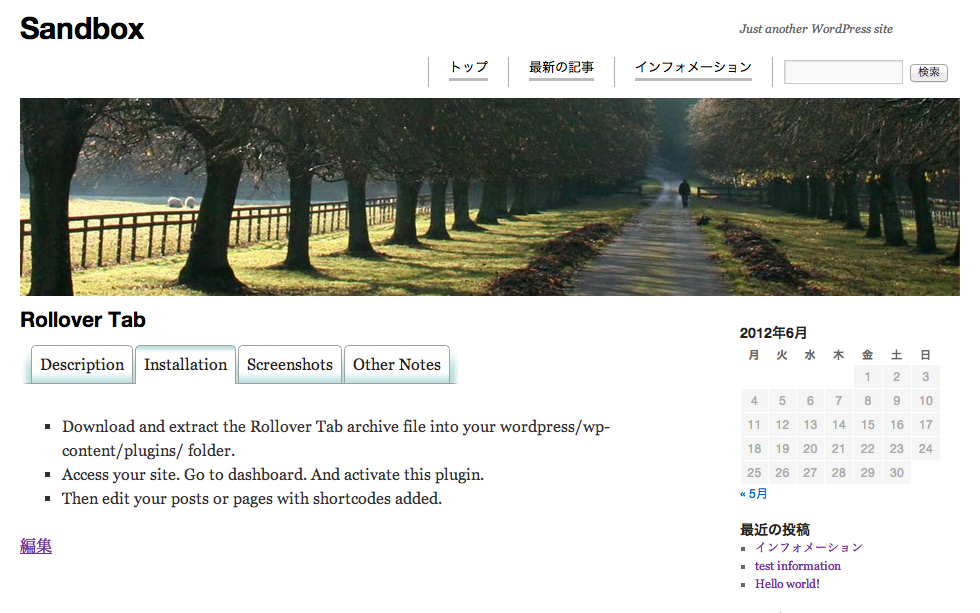 Sandbox
Just another WordPress site
トップ
最新の記事
インフォメーション
検索
Rollover Tab
Description
Installation
Screenshots
Other Notes
Download and extract the Rollover Tab archive file into your wordpress/wp-
content/plugins/ folder.
Access your site. Go to dashboard. And activate this plugin.
Then edit your posts or pages with shortcodes added.
編集
2012年6月
月 火 水 木 金 土 日
1 2 3
4 5 6 7 8 9 10
11 12 13 14 15 16 17
18 19 20 21 22 23 24
25 26 27 28 29 30
« 5月
最近の投稿
インフォメーション
test information
Hello world!